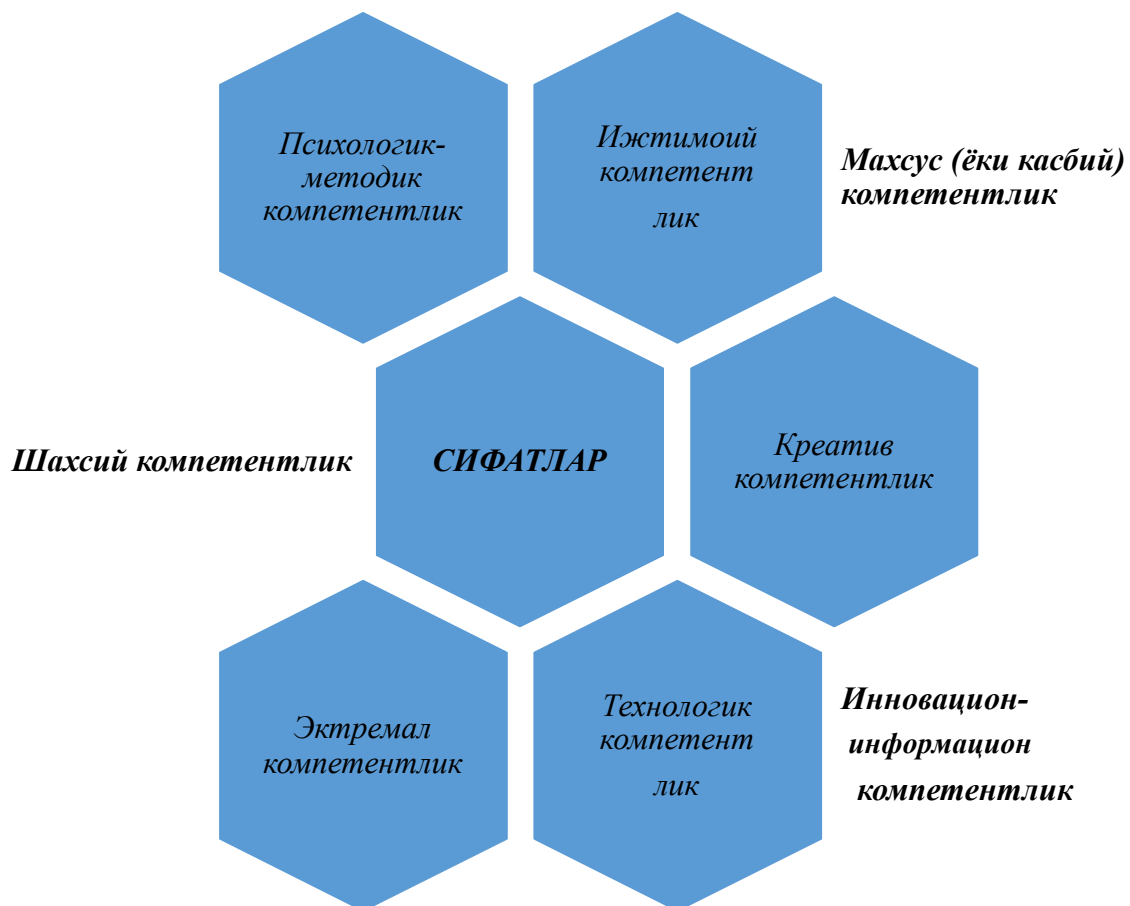 Психологик-
методик
компетентлик
Ижтимоий
компетент
лик
Махсус (ёки касбий)
компетентлик
Шахсий компетентлик
СИФАТЛАР
Креатив
компетентлик
Эктремал
компетентлик
Технологик
компетент
лик
Инновацион-
информацион
компетентлик